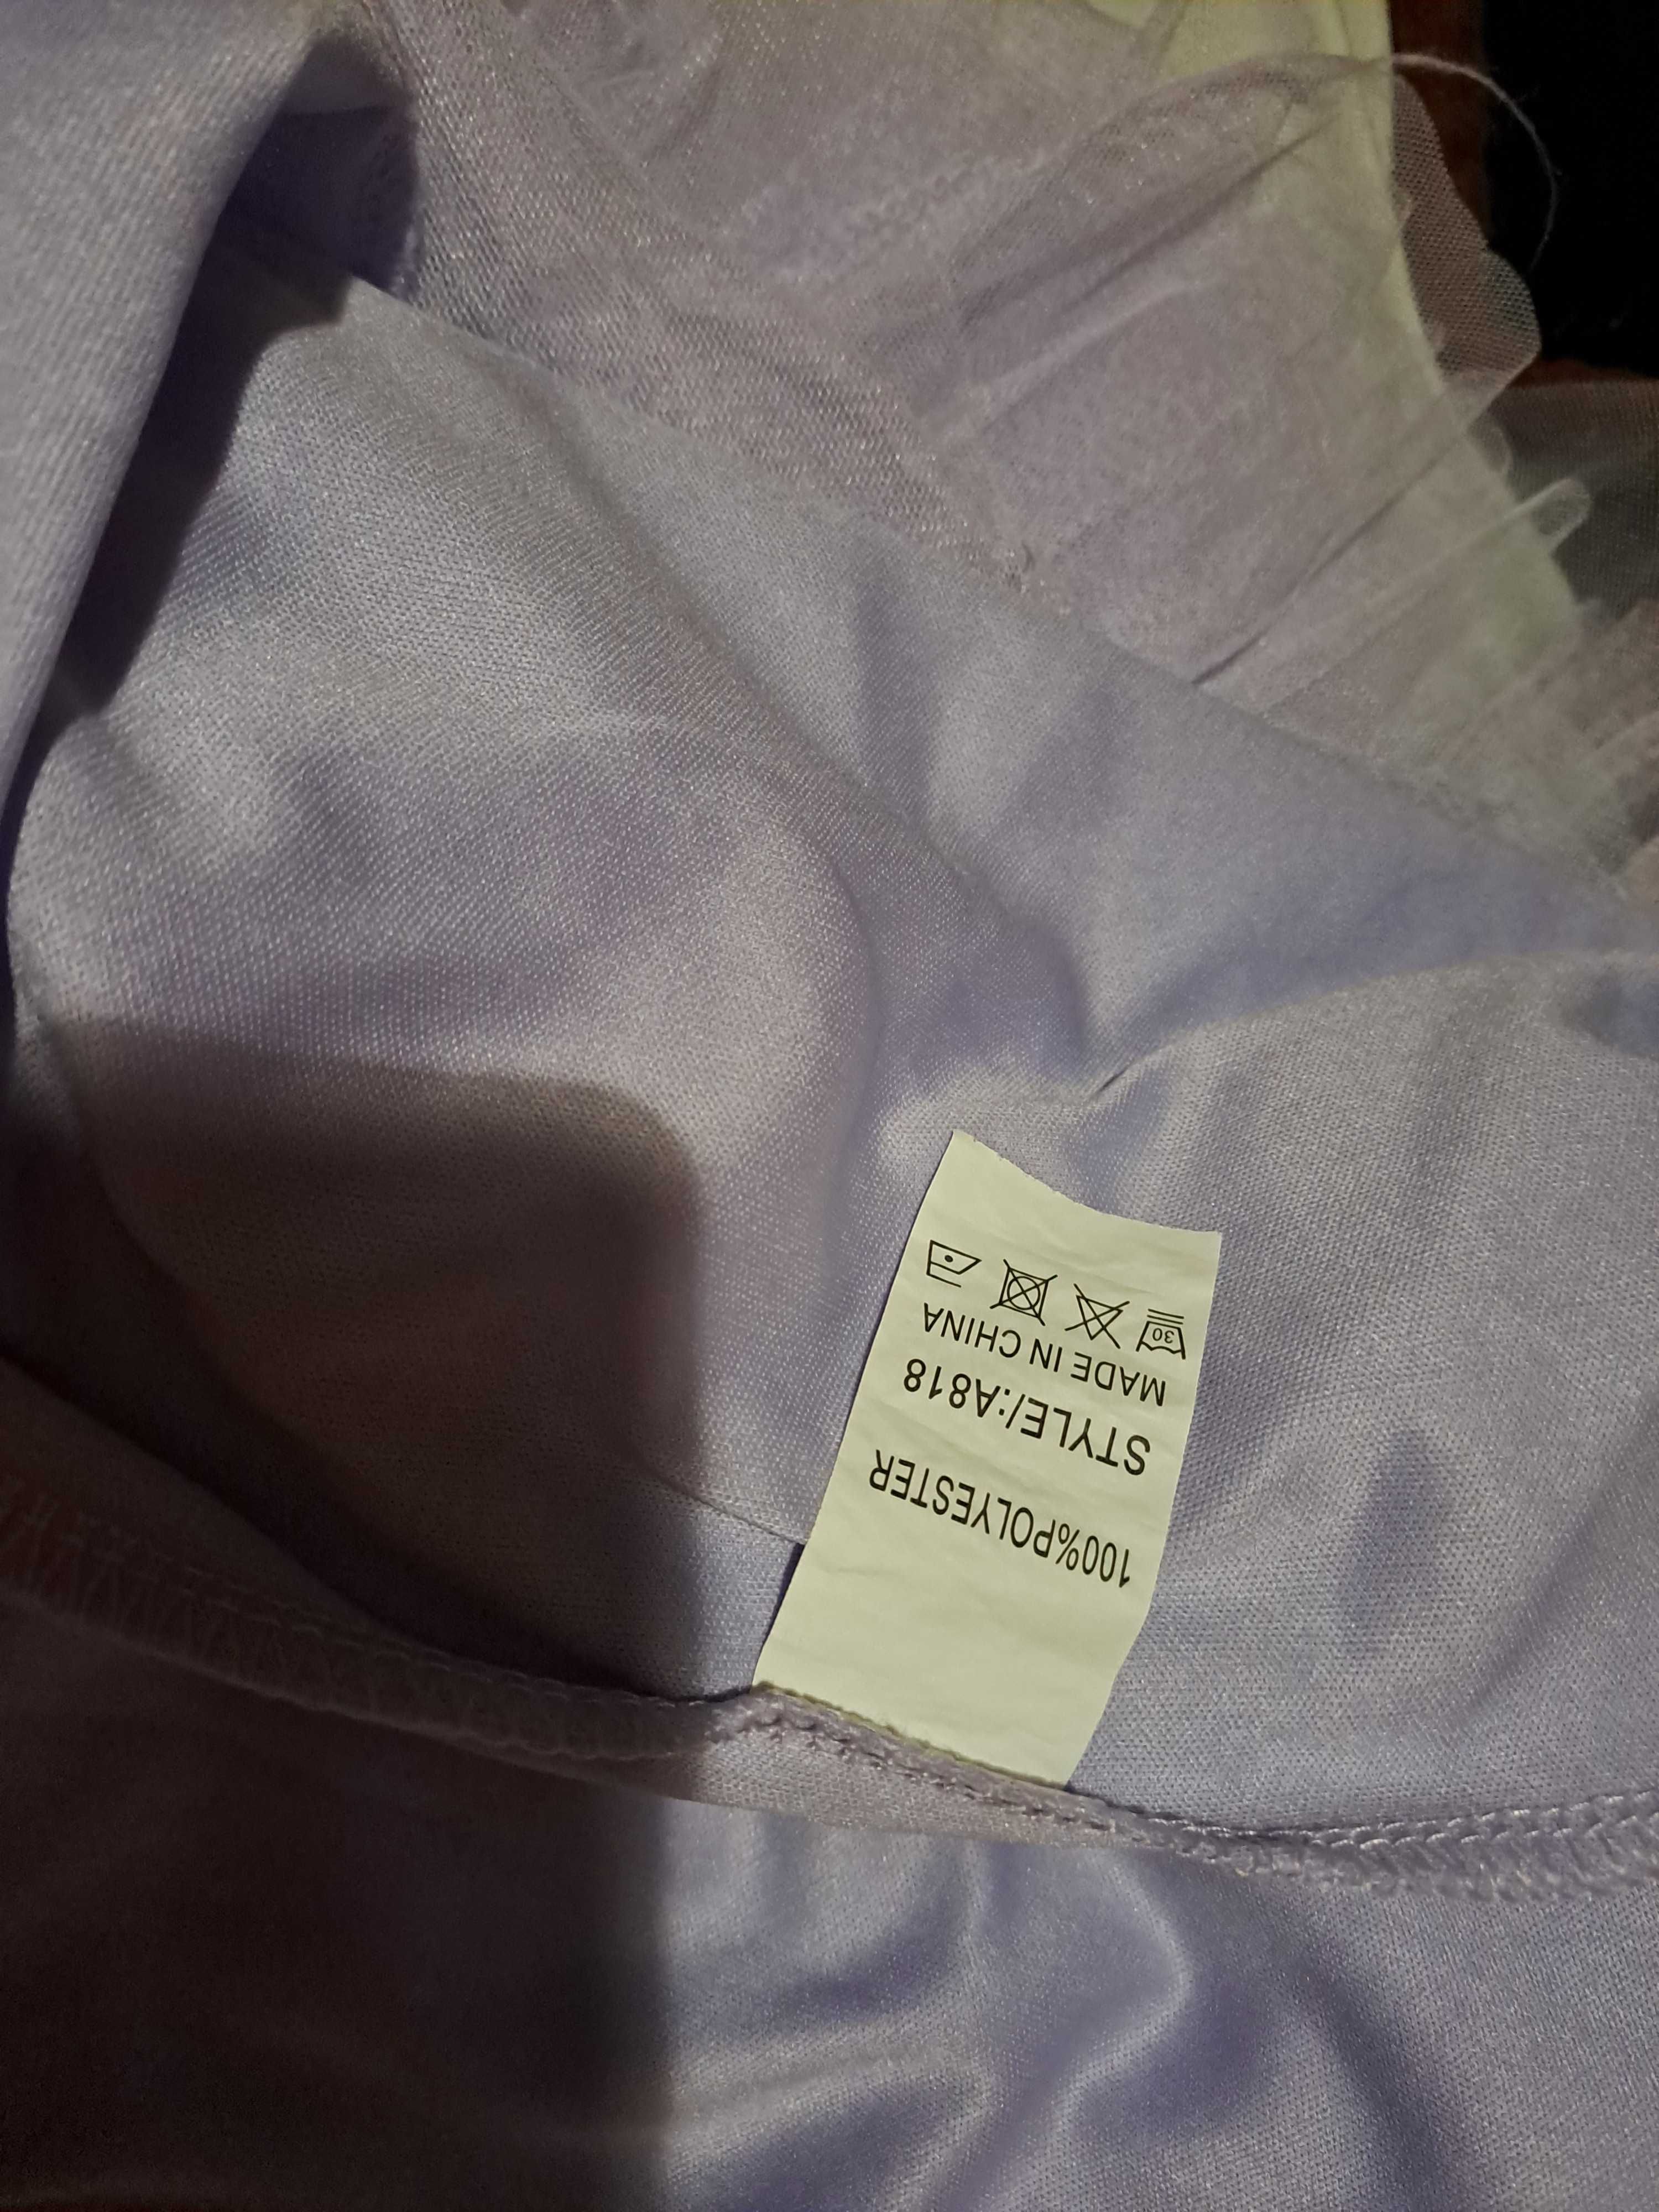 100%POLYESTER
STYLE/:A818
MADE IN CHINA
30